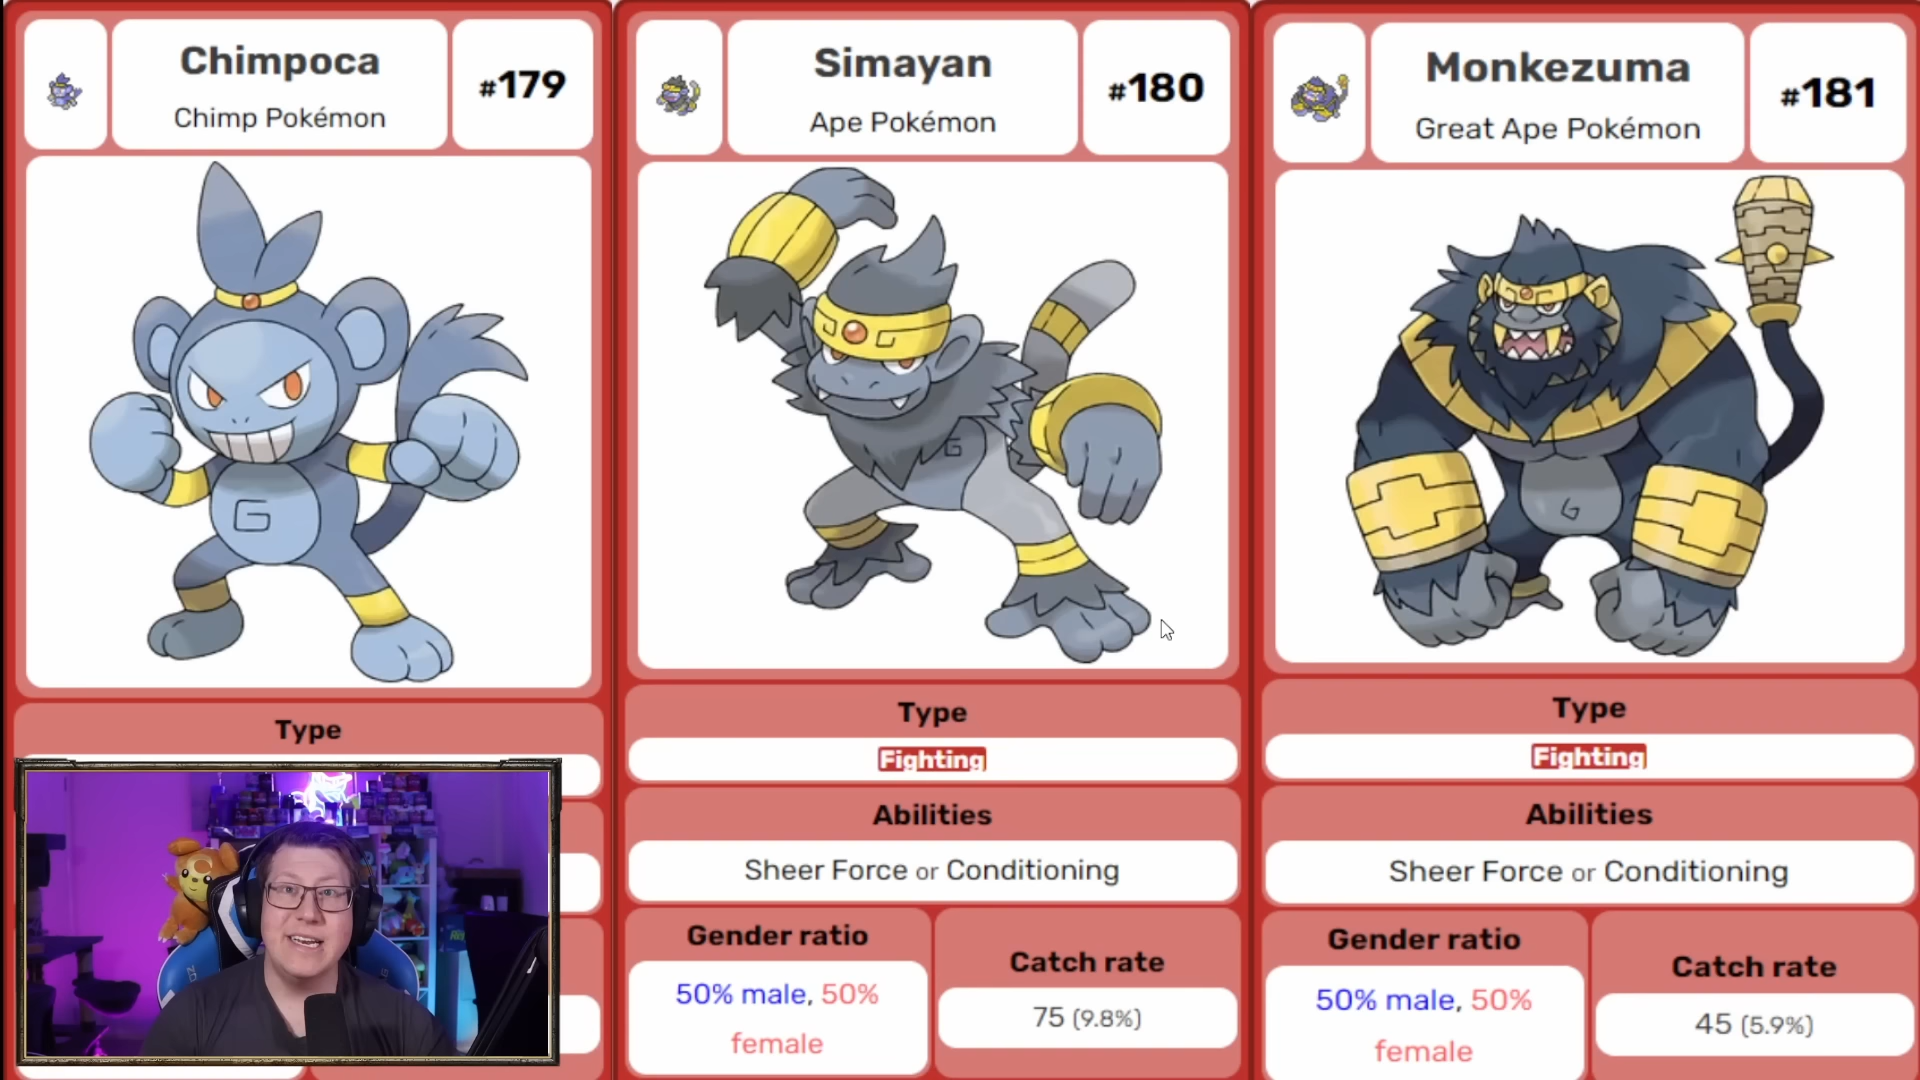 Chimpoca
Chimp Pokémon
#179
Type
Simayan
Ape Pokémon
#180
Type
Fighting
Abilities
Sheer Force or Conditioning
Gender ratio
50% male, 50%
female
Catch rate
75 (9.8%)
Monkezuma
Great Ape Pokémon
#181
Type
Fighting
Abilities
Sheer Force or Conditioning
Gender ratio
50% male, 50%
female
Catch rate
45 (5.9%)